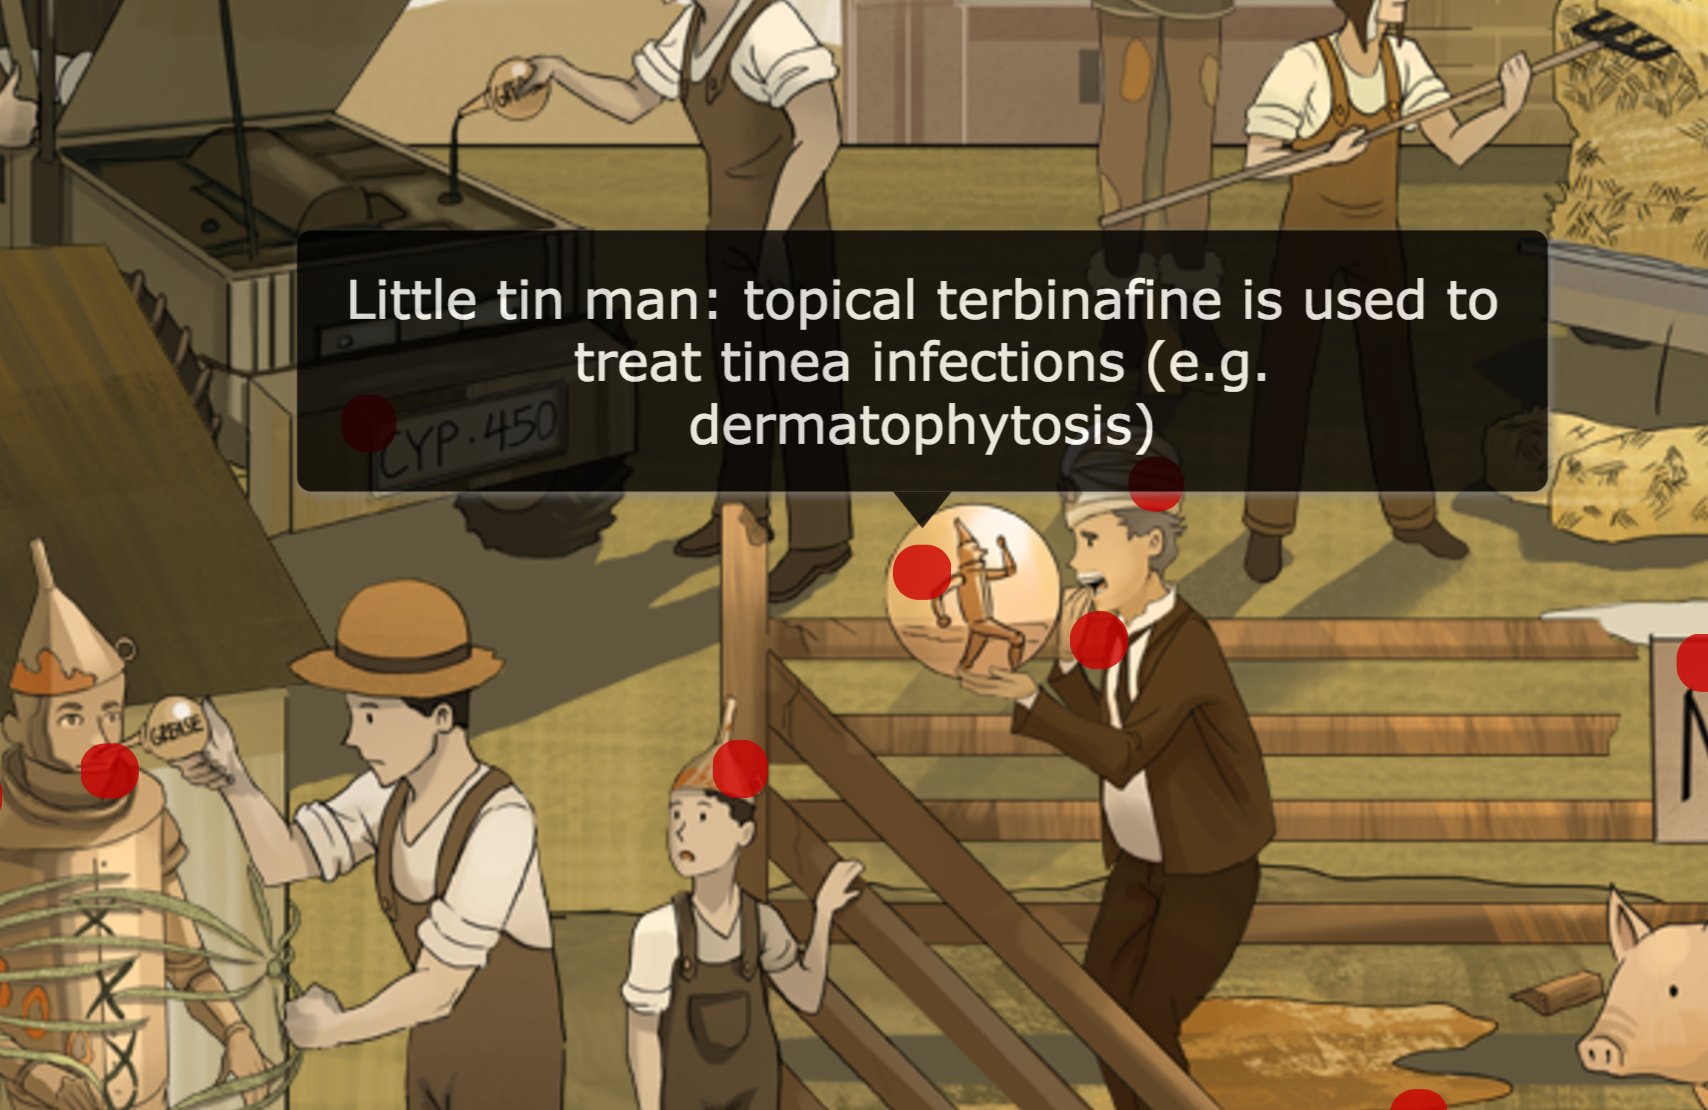 Little tin man: topical terbinafine is used to
treat tinea infections (e.g.
dermatophytosis)
CYP·450
GREASE
N